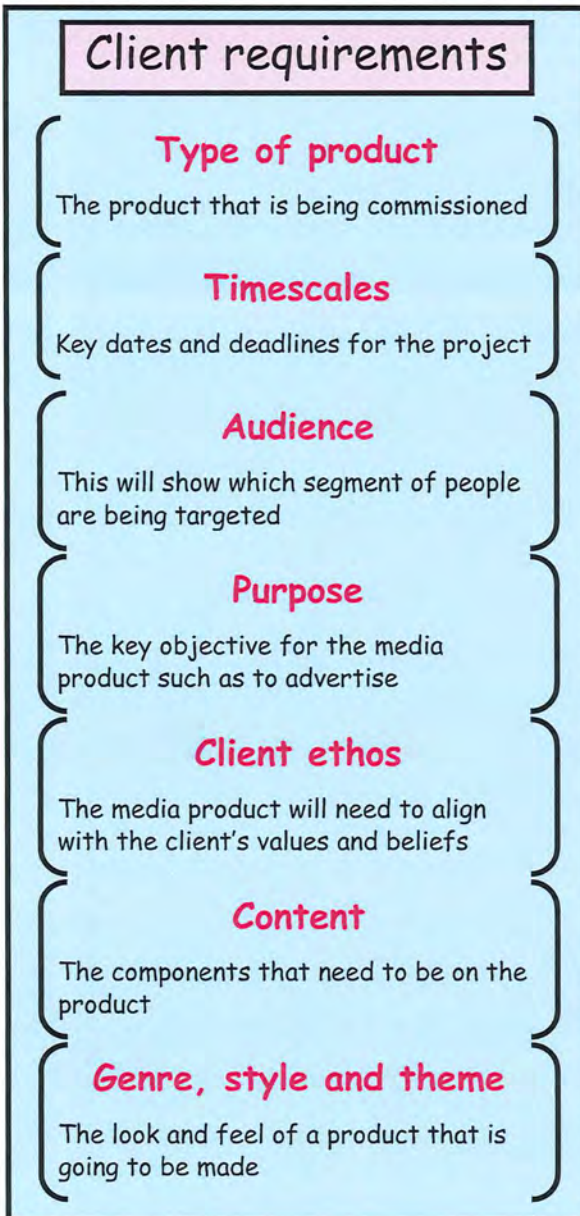 Client requirements
Type of product
The product that is being commissioned
Timescales
Key dates and deadlines for the project
Audience
This will show which segment of people
are being targeted
Purpose
The key objective for the media
product such as to advertise
Client ethos
The media product will need to align
with the client's values and beliefs
Content
The components that need to be on the
product
Genre, style and theme
The look and feel of a product that is
going to be made